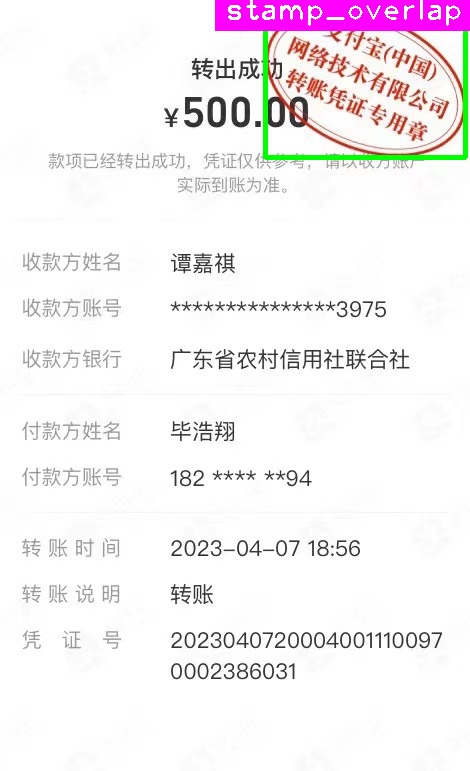 stamp_overlap
支付宝(中国)
网络技术有限公司
转账凭证专用章
转出成功
¥500.00
款项已经转出成功，凭证仅供参考，请以收方账户
实际到账为准。
收款方姓名 谭嘉祺
收款方账号 ***************3975
收款方银行 广东省农村信用社联合社
付款方姓名 毕浩翔
付款方账号 182 **** **94
转账时间 2023-04-07 18:56
转账说明 转账
凭证号 2023040720004001110097
0002386031